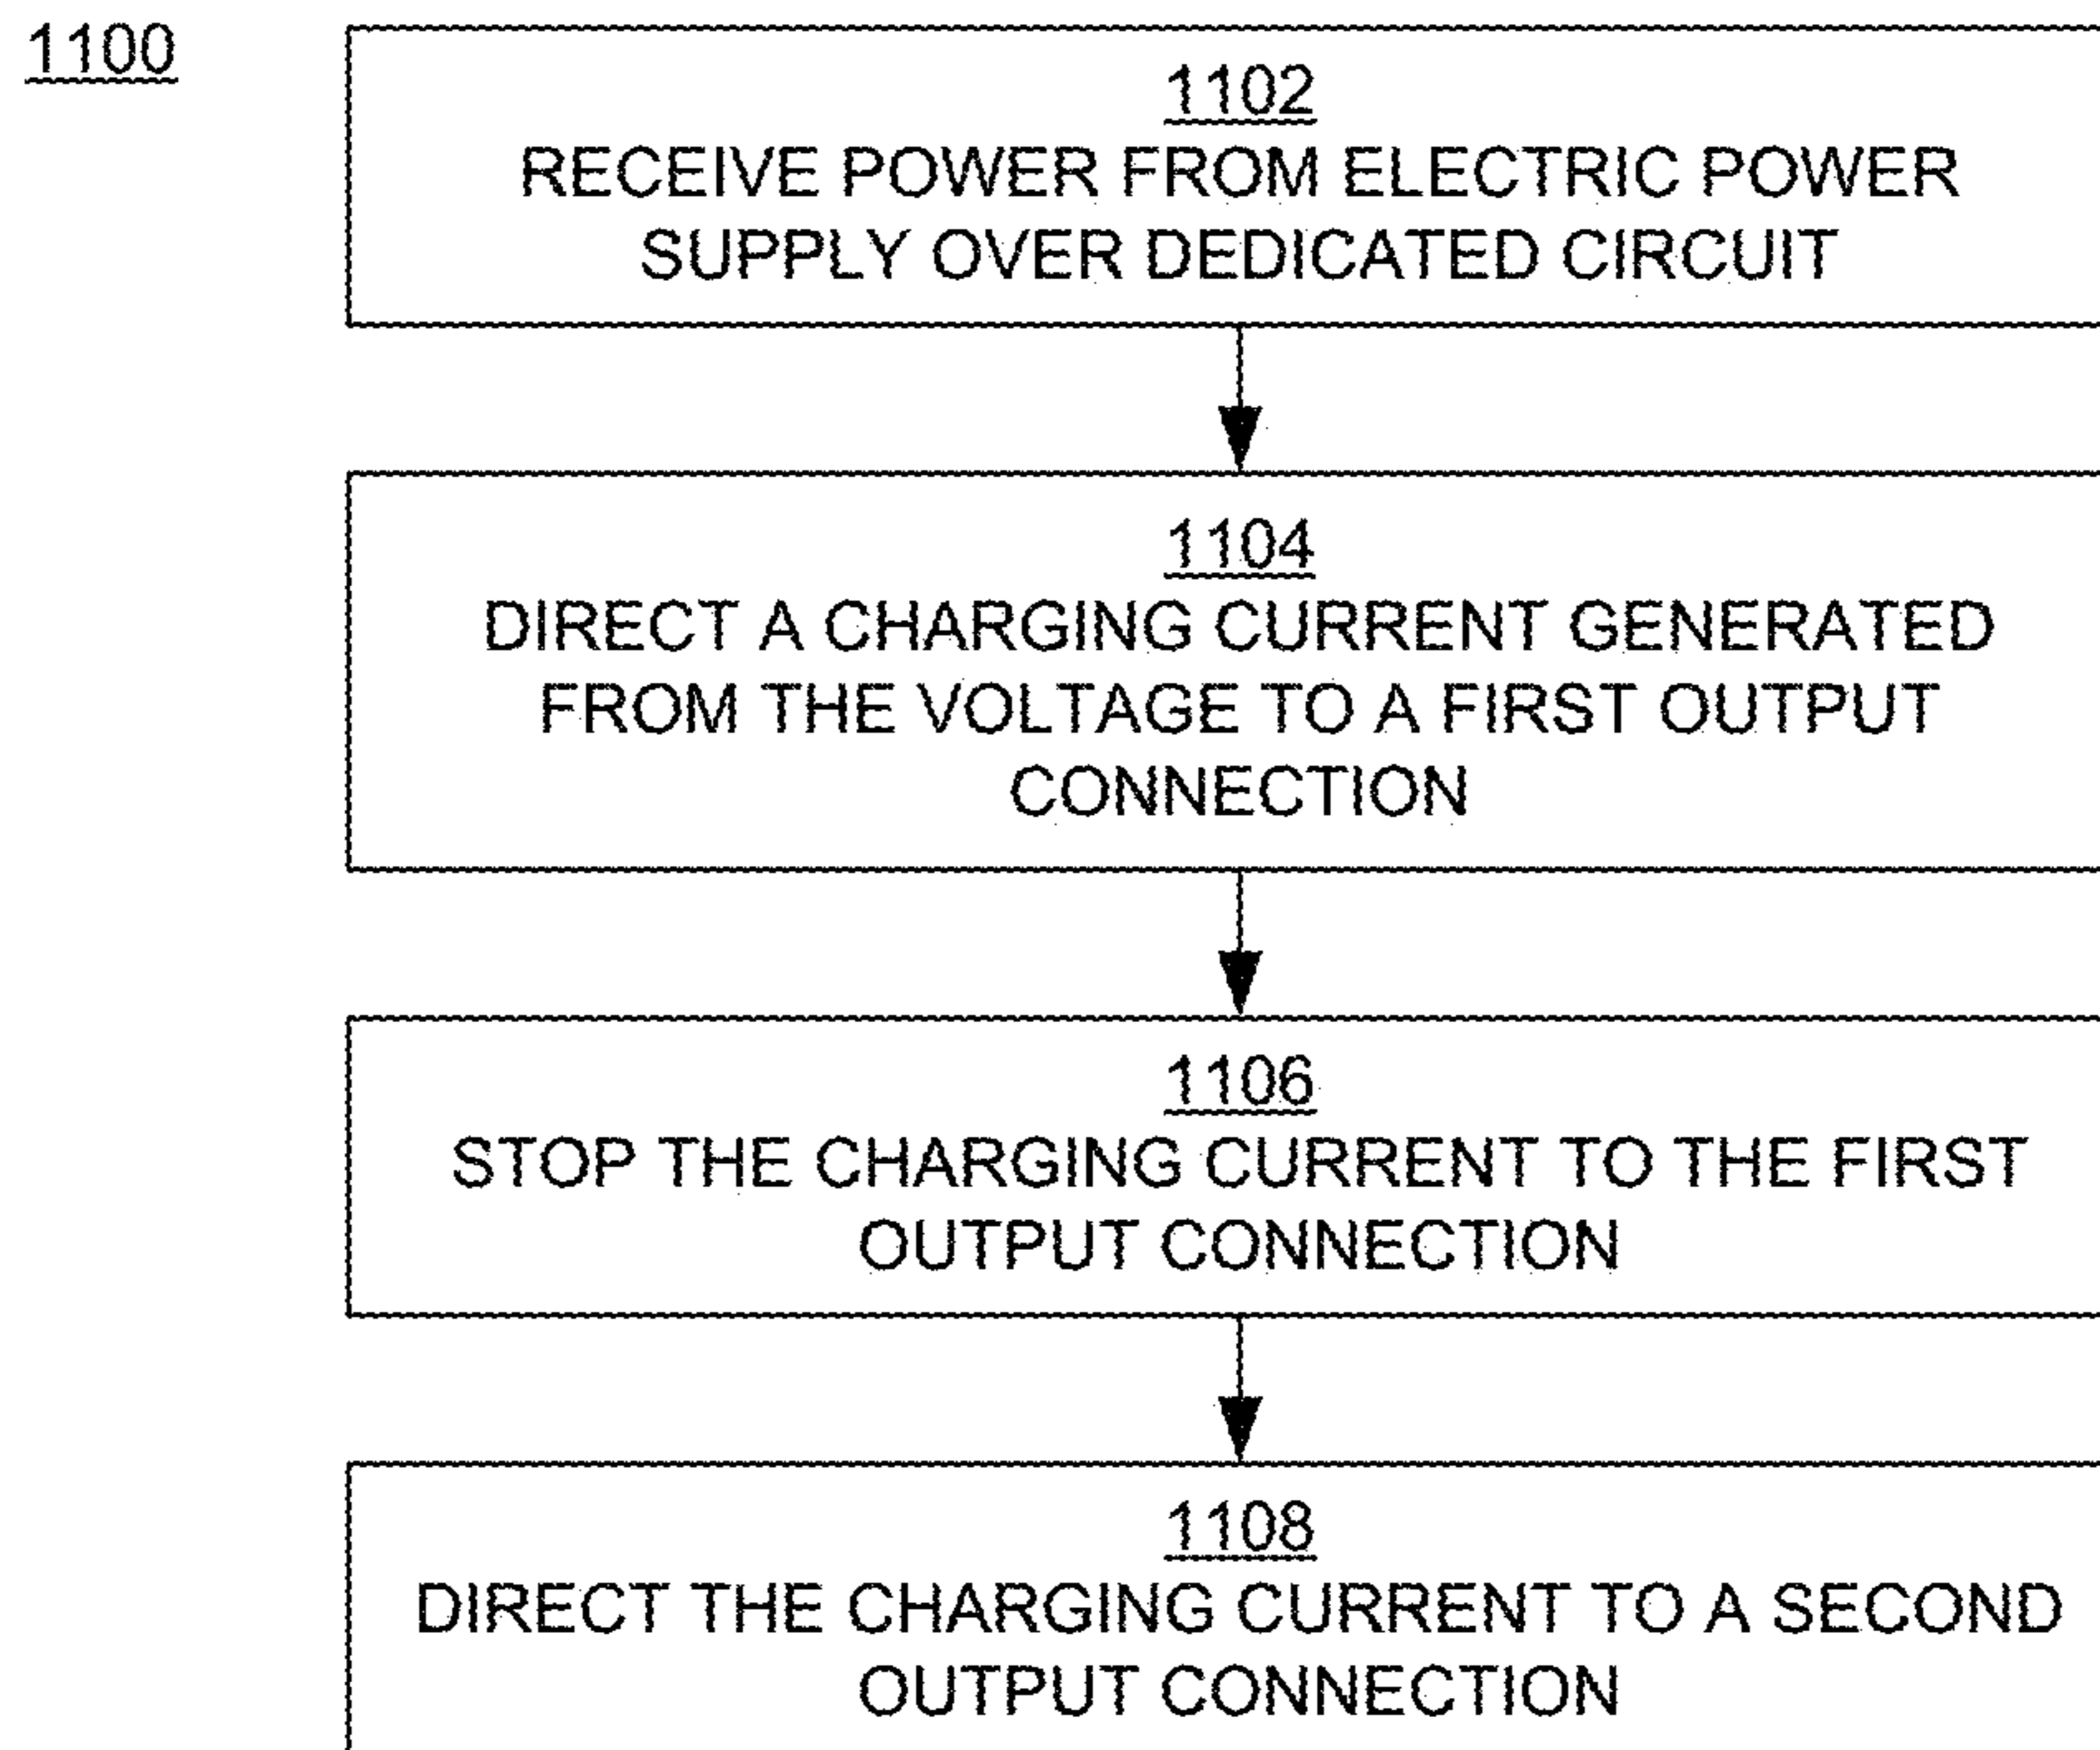 1100
1102
RECEIVE POWER FROM ELECTRIC POWER
SUPPLY OVER DEDICATED CIRCUIT
1104
DIRECT A CHARGING CURRENT GENERATED
FROM THE VOLTAGE TO A FIRST OUTPUT
CONNECTION
1106
STOP THE CHARGING CURRENT TO THE FIRST
OUTPUT CONNECTION
1108
DIRECT THE CHARGING CURRENT TO A SECOND
OUTPUT CONNECTION